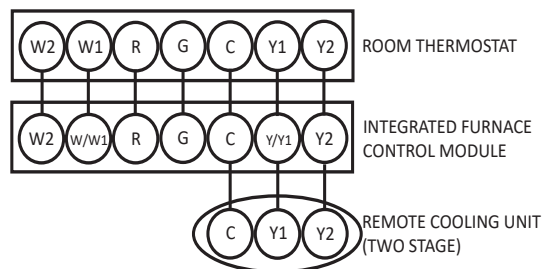 W2 W1 R G C Y1 Y2 ROOM THERMOSTAT
W2 W/W1 R G C Y/Y1 Y2 INTEGRATED FURNACE
CONTROL MODULE
C Y1 Y2 REMOTE COOLING UNIT
(TWO STAGE)